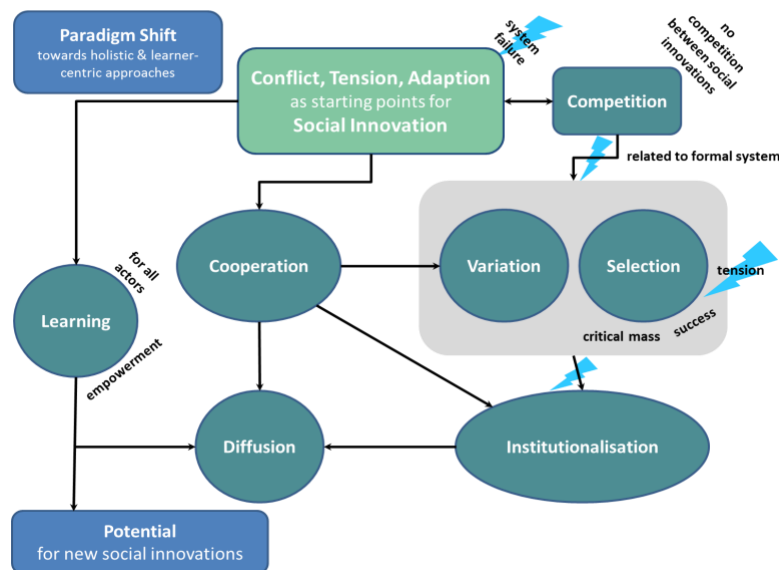 Paradigm Shift
towards holistic & learner-
centric approaches
Conflict, Tension, Adaption
as starting points for
Social Innovation
system
failure
Competition
no
competition
between social
innovations
related to formal system
Learning
for all
actors
empowerment
Cooperation
Variation
Selection
tension
success
critical mass
Diffusion
Institutionalisation
Potential
for new social innovations